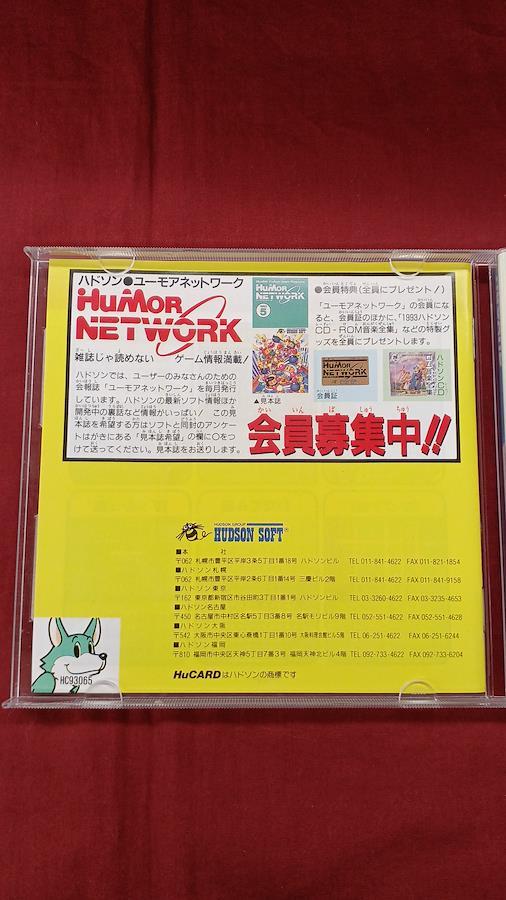 ハドソン●ユーモアネットワーク
HuMOR
NETWORK
雑誌じゃ読めない ゲーム情報満載!
ハドソンでは、ユーザーのみなさんのための
会報誌「ユーモアネットワーク」を毎月発行
しています。ハドソンの最新ソフト情報ほか
開発中の裏話など情報がいっぱい! この見
本誌を希望する方はソフトと同封のアンケー
トはがきにある「見本誌希望」の欄に〇をつ
けて送ってください。見本誌をお送りします。
HUMOR
NETWORK
5
▲見本誌
●会員特典(全員にプレゼント!)
「ユーモアネットワーク」の会員にな
ると、会員証のほかに、「1993ハドソン
CD-ROM音楽全集」などの特製グ
ッズを全員にプレゼントします。
HUMOR
NETWORK
会員証
ハドソンCD
会員募集中!!
HUDSON GROUP
HUDSON SOFT®
■本社
〒062 札幌市豊平区平岸3条5丁目1番18号 ハドソンビル TEL 011-841-4622 FAX 011-821-1854
■ハドソン札幌
〒062 札幌市豊平区平岸2条6丁目1番14号 三慶ビル2階 TEL 011-841-4622 FAX 011-841-9158
■ハドソン東京
〒162 東京都新宿区市谷田町3丁目1番1号 ハドソンビル TEL 03-3260-4622 FAX 03-3235-4653
■ハドソン名古屋
〒450 名古屋市中村区名駅5丁目3番8号 名駅モリビル9階 TEL 052-551-4622 FAX 052-551-4628
■ハドソン大阪
〒542 大阪市中央区東心斎橋1丁目1番10号 大阪料理会館ビル5階 TEL 06-251-4622 FAX 06-251-6244
■ハドソン福岡
〒810 福岡市中央区天神5丁目7番3号 福岡天神北ビル4階 TEL 092-733-4622 FAX 092-733-6204
HC93065
HuCARDはハドソンの商標です